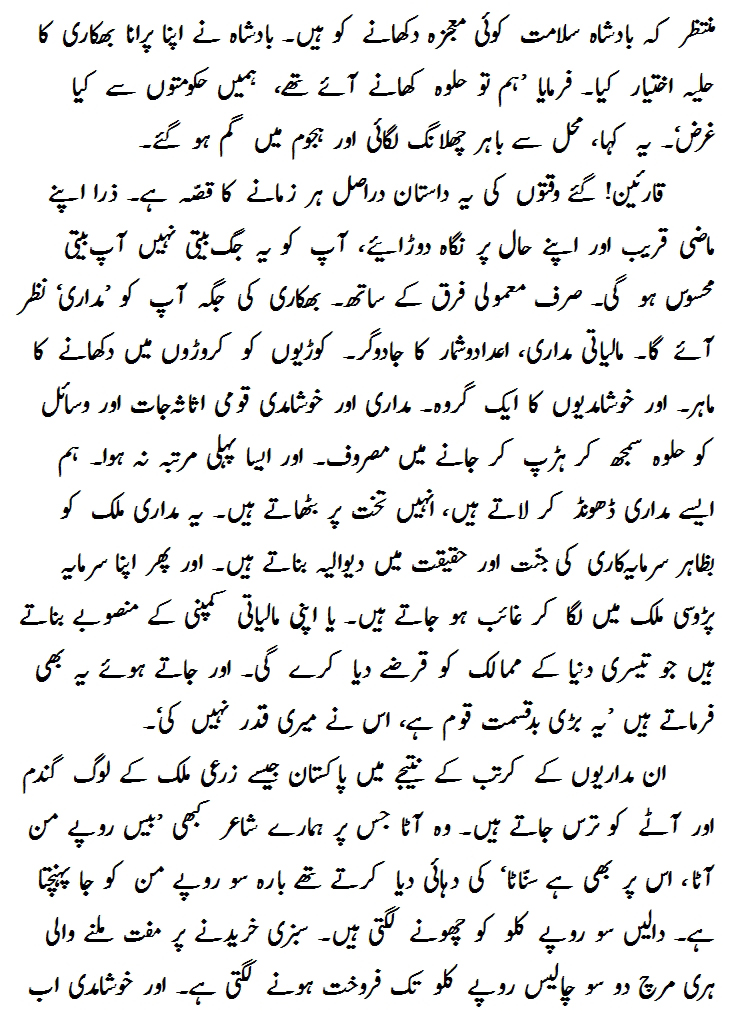 منتظر کہ بادشاہ سلامت کوئی معجزہ دکھانے کو ہیں۔ بادشاہ نے اپنا پرانا بھکاری کا
حلیہ اختیار کیا۔ فرمایا ’ہم تو حلوہ کھانے آئے تھے، ہمیں حکومتوں سے کیا
غرض‘۔ یہ کہا، محل سے باہر چھلانگ لگائی اور ہجوم میں گم ہو گئے۔
قارئین! گئے وقتوں کی یہ داستان دراصل ہر زمانے کا قصّہ ہے۔ ذرا اپنے
ماضی قریب اور اپنے حال پر نگاہ دوڑائیے، آپ کو یہ جگ‌بیتی نہیں آپ‌بیتی
محسوس ہو گی۔ صرف معمولی فرق کے ساتھ۔ بھکاری کی جگہ آپ کو ’مداری‘ نظر
آئے گا۔ مالیاتی مداری، اعدادوشمار کا جادوگر۔ کوڑیوں کو کروڑوں میں دکھانے کا
ماہر۔ اور خوشامدیوں کا ایک گروہ۔ مداری اور خوشامدی قومی اثاثہ‌جات اور وسائل
کو حلوہ سمجھ کر ہڑپ کر جانے میں مصروف۔ اور ایسا پہلی مرتبہ نہ ہوا۔ ہم
ایسے مداری ڈھونڈ کر لاتے ہیں، انہیں تخت پر بٹھاتے ہیں۔ یہ مداری ملک کو
بظاہر سرمایہ‌کاری کی جنّت اور حقیقت میں دیوالیہ بناتے ہیں۔ اور پھر اپنا سرمایہ
پڑوسی ملک میں لگا کر غائب ہو جاتے ہیں۔ یا اپنی مالیاتی کمپنی کے منصوبے بناتے
ہیں جو تیسری دنیا کے ممالک کو قرضے دیا کرے گی۔ اور جاتے ہوئے یہ بھی
فرماتے ہیں ’یہ بڑی بدقسمت قوم ہے، اس نے میری قدر نہیں کی‘۔
ان مداریوں کے کرتب کے نتیجے میں پاکستان جیسے زرعی ملک کے لوگ گندم
اور آٹے کو ترس جاتے ہیں۔ وہ آٹا جس پر ہمارے شاعر کبھی ’بیس روپے من
آٹا، اس پر بھی ہے سنّاٹا‘ کی دہائی دیا کرتے تھے بارہ سو روپے من کو جا پہنچتا
ہے۔ دالیں سو روپے کلو کو چھونے لگتی ہیں۔ سبزی خریدنے پر مفت ملنے والی
ہری مرچ دو سو چالیس روپے کلو تک فروخت ہونے لگتی ہے۔ اور خوشامدی اب